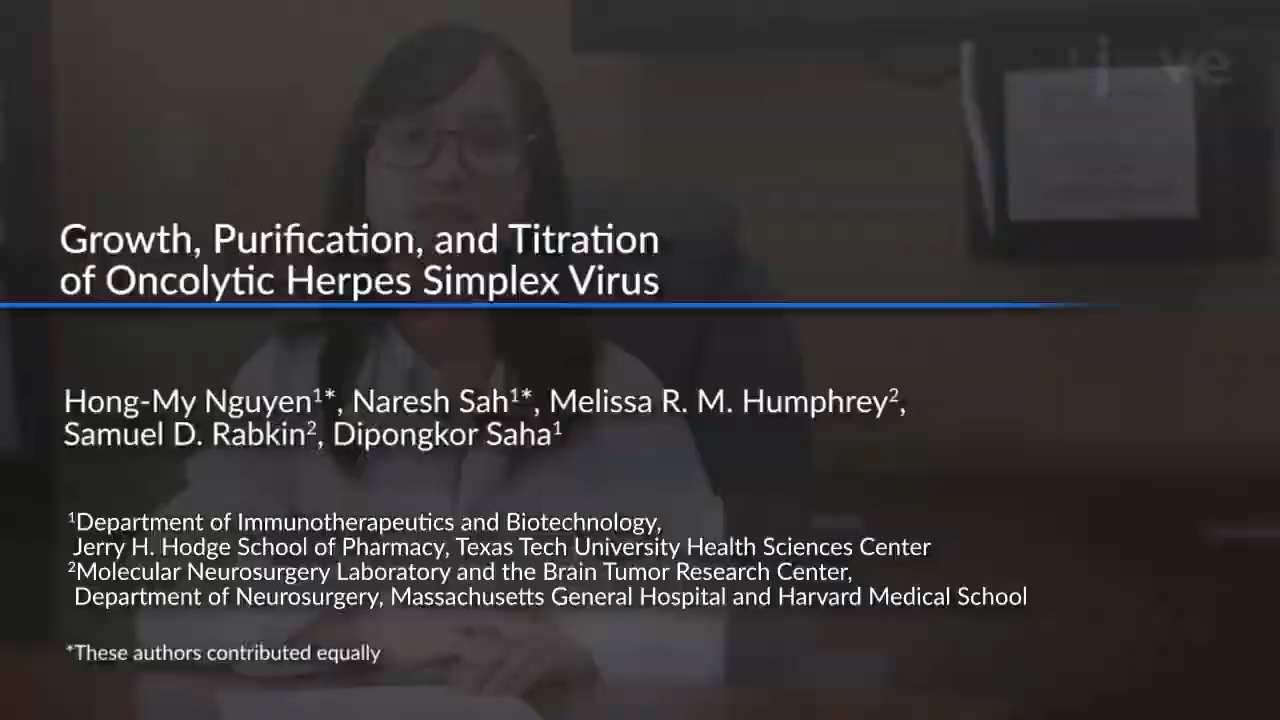 jove
Growth, Purification, and Titration
of Oncolytic Herpes Simplex Virus
Hong-My Nguyen¹*, Naresh Sah¹*, Melissa R. M. Humphrey²,
Samuel D. Rabkin², Dipongkor Saha¹
¹Department of Immunotherapeutics and Biotechnology,
Jerry H. Hodge School of Pharmacy, Texas Tech University Health Sciences Center
²Molecular Neurosurgery Laboratory and the Brain Tumor Research Center,
Department of Neurosurgery, Massachusetts General Hospital and Harvard Medical School
*These authors contributed equally